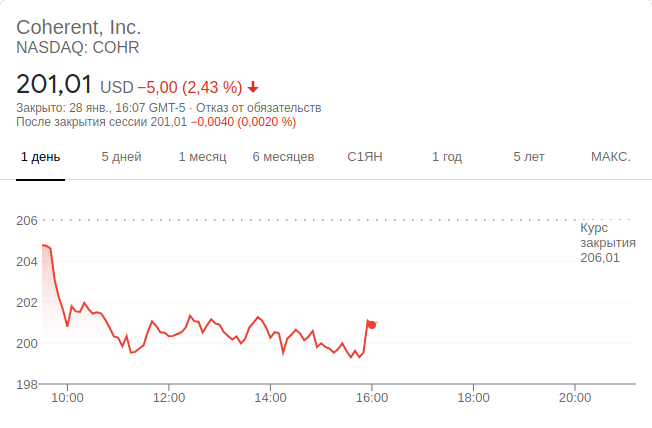 Coherent, Inc.
NASDAQ: COHR
201,01 USD −5,00 (2,43 %)
Закрыто: 28 янв., 16:07 GMT-5 · Отказ от обязательств
После закрытия сессии 201,01 −0,0040 (0,0020 %)
1 день 5 дней 1 месяц 6 месяцев С1ЯН 1 год 5 лет МАКС.
206
Курс
закрытия
206,01
204
202
200
198
10:00 12:00 14:00 16:00 18:00 20:00